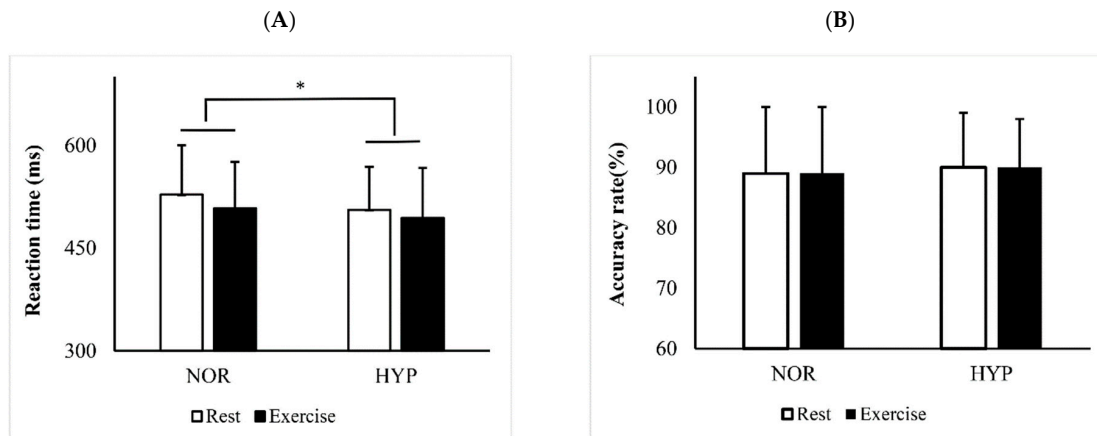 (A)
*
Reaction time (ms)
600
450
300
NOR HYP
Rest Exercise
(B)
Accuracy rate(%)
100
90
80
70
60
NOR HYP
Rest Exercise